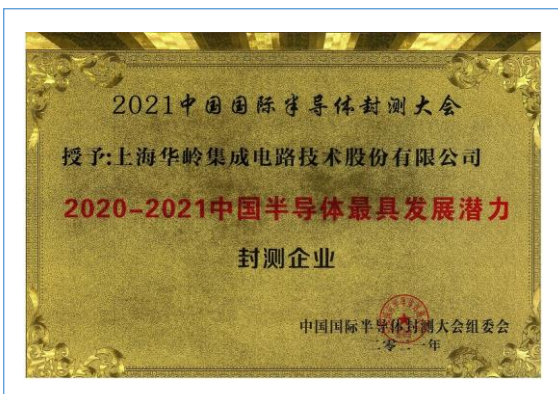 2021中国国际半导体封测大会
授予:上海华岭集成电路技术股份有限公司
2020-2021中国半导体最具发展潜力
封测企业
中国国际半导体封测大会组委会
二零二一年